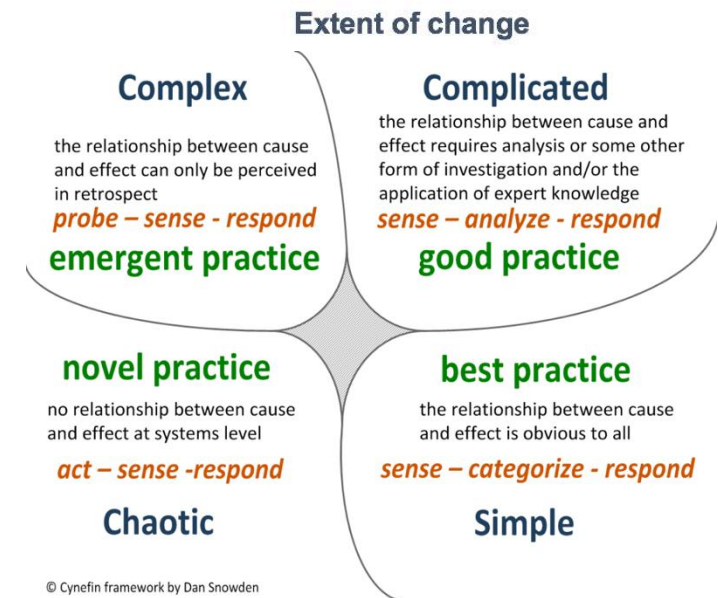 Extent of change
Complex
the relationship between cause
and effect can only be perceived
in retrospect
probe – sense - respond
emergent practice
Complicated
the relationship between cause and
effect requires analysis or some other
form of investigation and/or the
application of expert knowledge
sense – analyze - respond
good practice
novel practice
no relationship between cause
and effect at systems level
act – sense -respond
Chaotic
best practice
the relationship between cause
and effect is obvious to all
sense – categorize - respond
Simple
© Cynefin framework by Dan Snowden